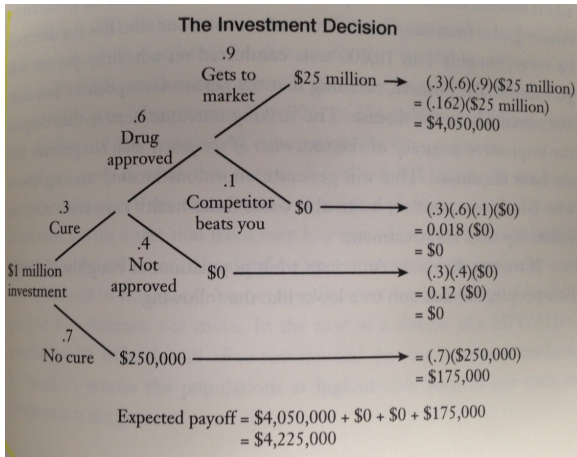 The Investment Decision
.9
Gets to
market
$25 million
(.3)(.6)(.9)($25 million)
= (.162)($25 million)
= $4,050,000
.6
Drug
approved
.1
Competitor
beats you
$0
(.3)(.6)(.1)($0)
= 0.018 ($0)
= $0
.3
Cure
.4
Not
approved
$0
= (.3)(.4)($0)
= 0.12 ($0)
= $0
$1 million
investment
.7
No cure
$250,000
= (.7)($250,000)
= $175,000
Expected payoff = $4,050,000 + $0 + $0 + $175,000
= $4,225,000